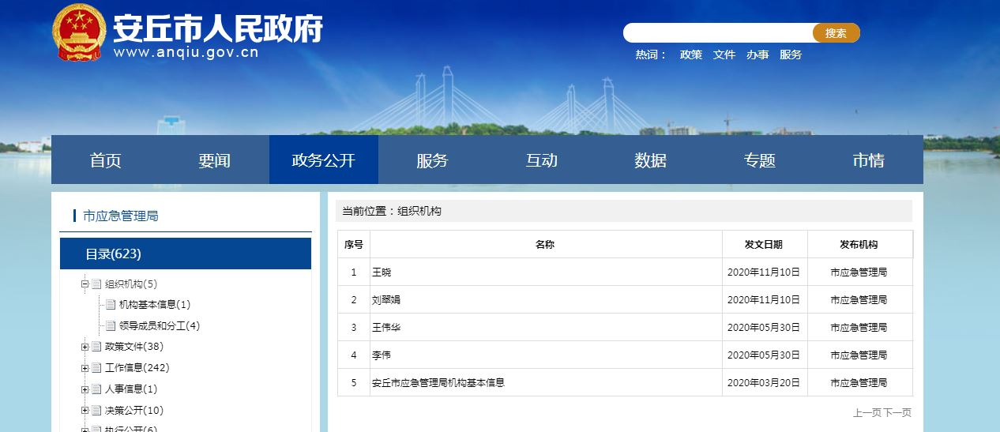 安丘市人民政府
www.anqiu.gov.cn
搜索
热词： 政策 文件 办事 服务
首页 要闻 政务公开 服务 互动 数据 专题 市情
市应急管理局
目录(623)
组织机构(5)
机构基本信息(1)
领导成员和分工(4)
政策文件(38)
工作信息(242)
人事信息(1)
决策公开(10)
执行公开(6)
当前位置：组织机构
序号 名称 发文日期 发布机构
1 王晓 2020年11月10日 市应急管理局
2 刘翠娟 2020年11月10日 市应急管理局
3 王伟华 2020年05月30日 市应急管理局
4 李伟 2020年05月30日 市应急管理局
5 安丘市应急管理局机构基本信息 2020年03月20日 市应急管理局
上一页 下一页